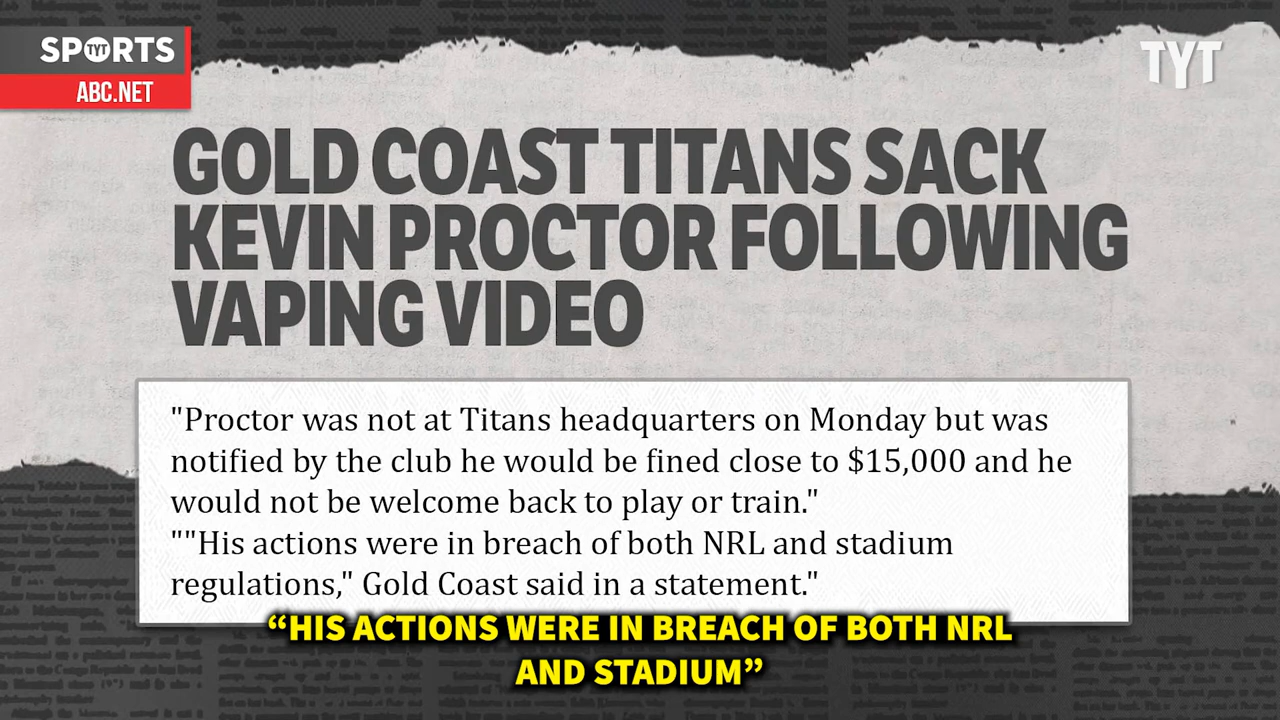 SPORTS
TYT
ABC.NET
TYT
GOLD COAST TITANS SACK
KEVIN PROCTOR FOLLOWING
VAPING VIDEO
"Proctor was not at Titans headquarters on Monday but was
notified by the club he would be fined close to $15,000 and he
would not be welcome back to play or train."
""His actions were in breach of both NRL and stadium
regulations," Gold Coast said in a statement."
“HIS ACTIONS WERE IN BREACH OF BOTH NRL
AND STADIUM”